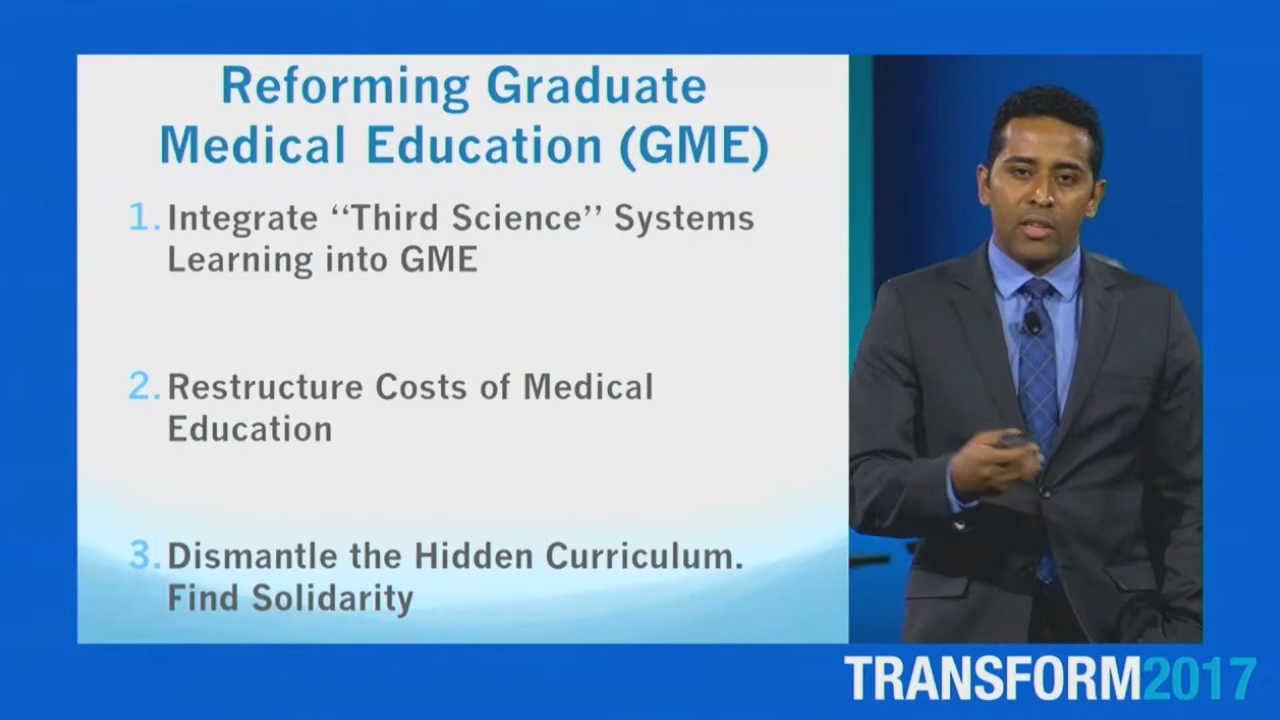 Reforming Graduate
Medical Education (GME)
1. Integrate “Third Science” Systems
Learning into GME
2. Restructure Costs of Medical
Education
3. Dismantle the Hidden Curriculum.
Find Solidarity
TRANSFORM2017